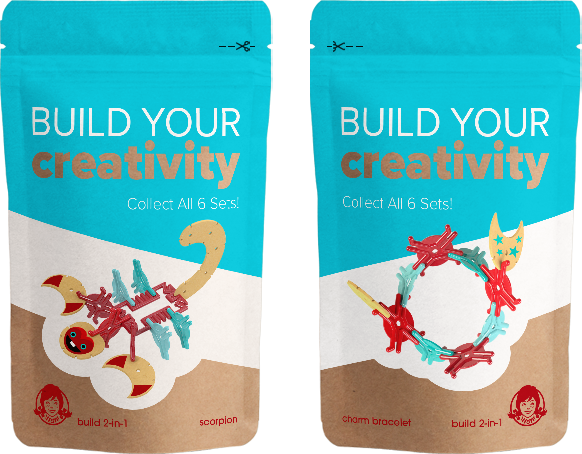 BUILD YOUR
creativity
Collect All 6 Sets!
build 2-in-1
scorpion
BUILD YOUR
creativity
Collect All 6 Sets!
charm bracelet
build 2-in-1